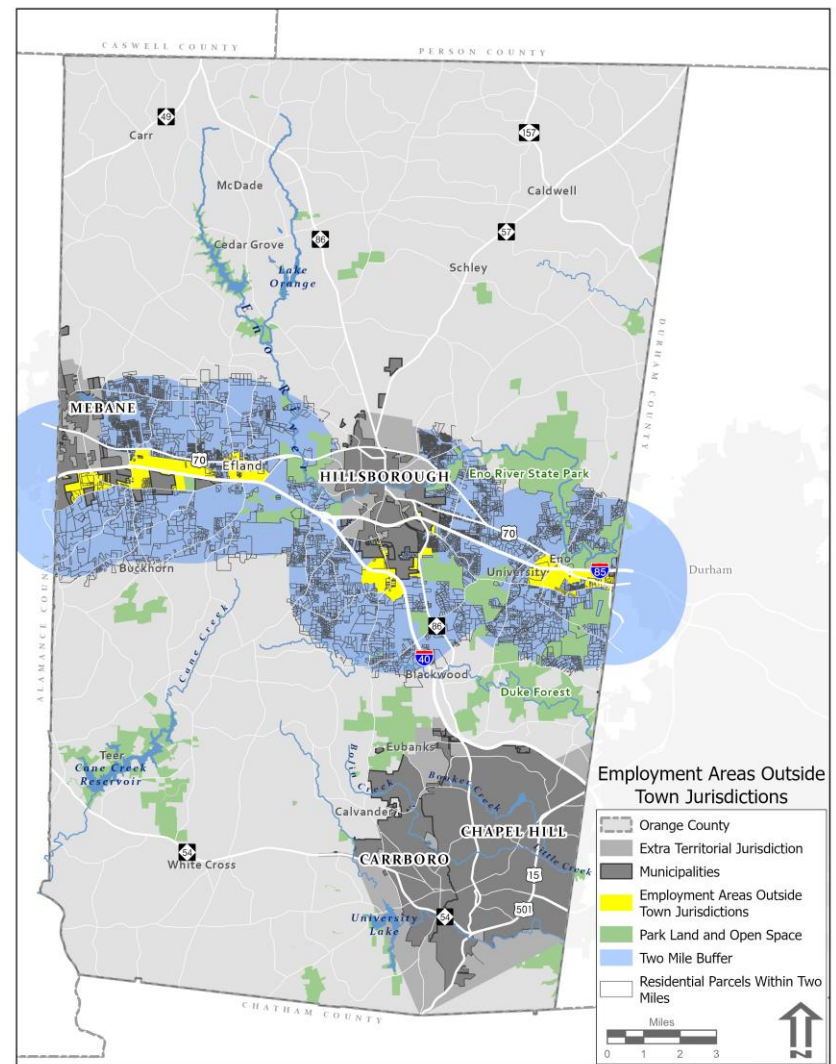 CASWELL COUNTY
PERSON COUNTY
49
Carr
157
McDade
Caldwell
86
57
Cedar Grove
Schley
Lake
Orange
Eno River
DURHAM COUNTY
MEBANE
70
Efland
HILLSBOROUGH
Eno River State Park
70
Buckhorn
University
Eno
85
Durham
ALAMANCE COUNTY
Cane Creek
86
40
Blackwood
Duke Forest
Teer
Cane Creek
Reservoir
Eubanks
Bolin Creek
Booker Creek
Calvander
CHAPEL HILL
54
White Cross
CARRBORO
Little Creek
15
University
Lake
54
501
CHATHAM COUNTY
Employment Areas Outside
Town Jurisdictions
Orange County
Extra Territorial Jurisdiction
Municipalities
Employment Areas Outside
Town Jurisdictions
Park Land and Open Space
Two Mile Buffer
Residential Parcels Within Two
Miles
Miles
0 1 2 3
N